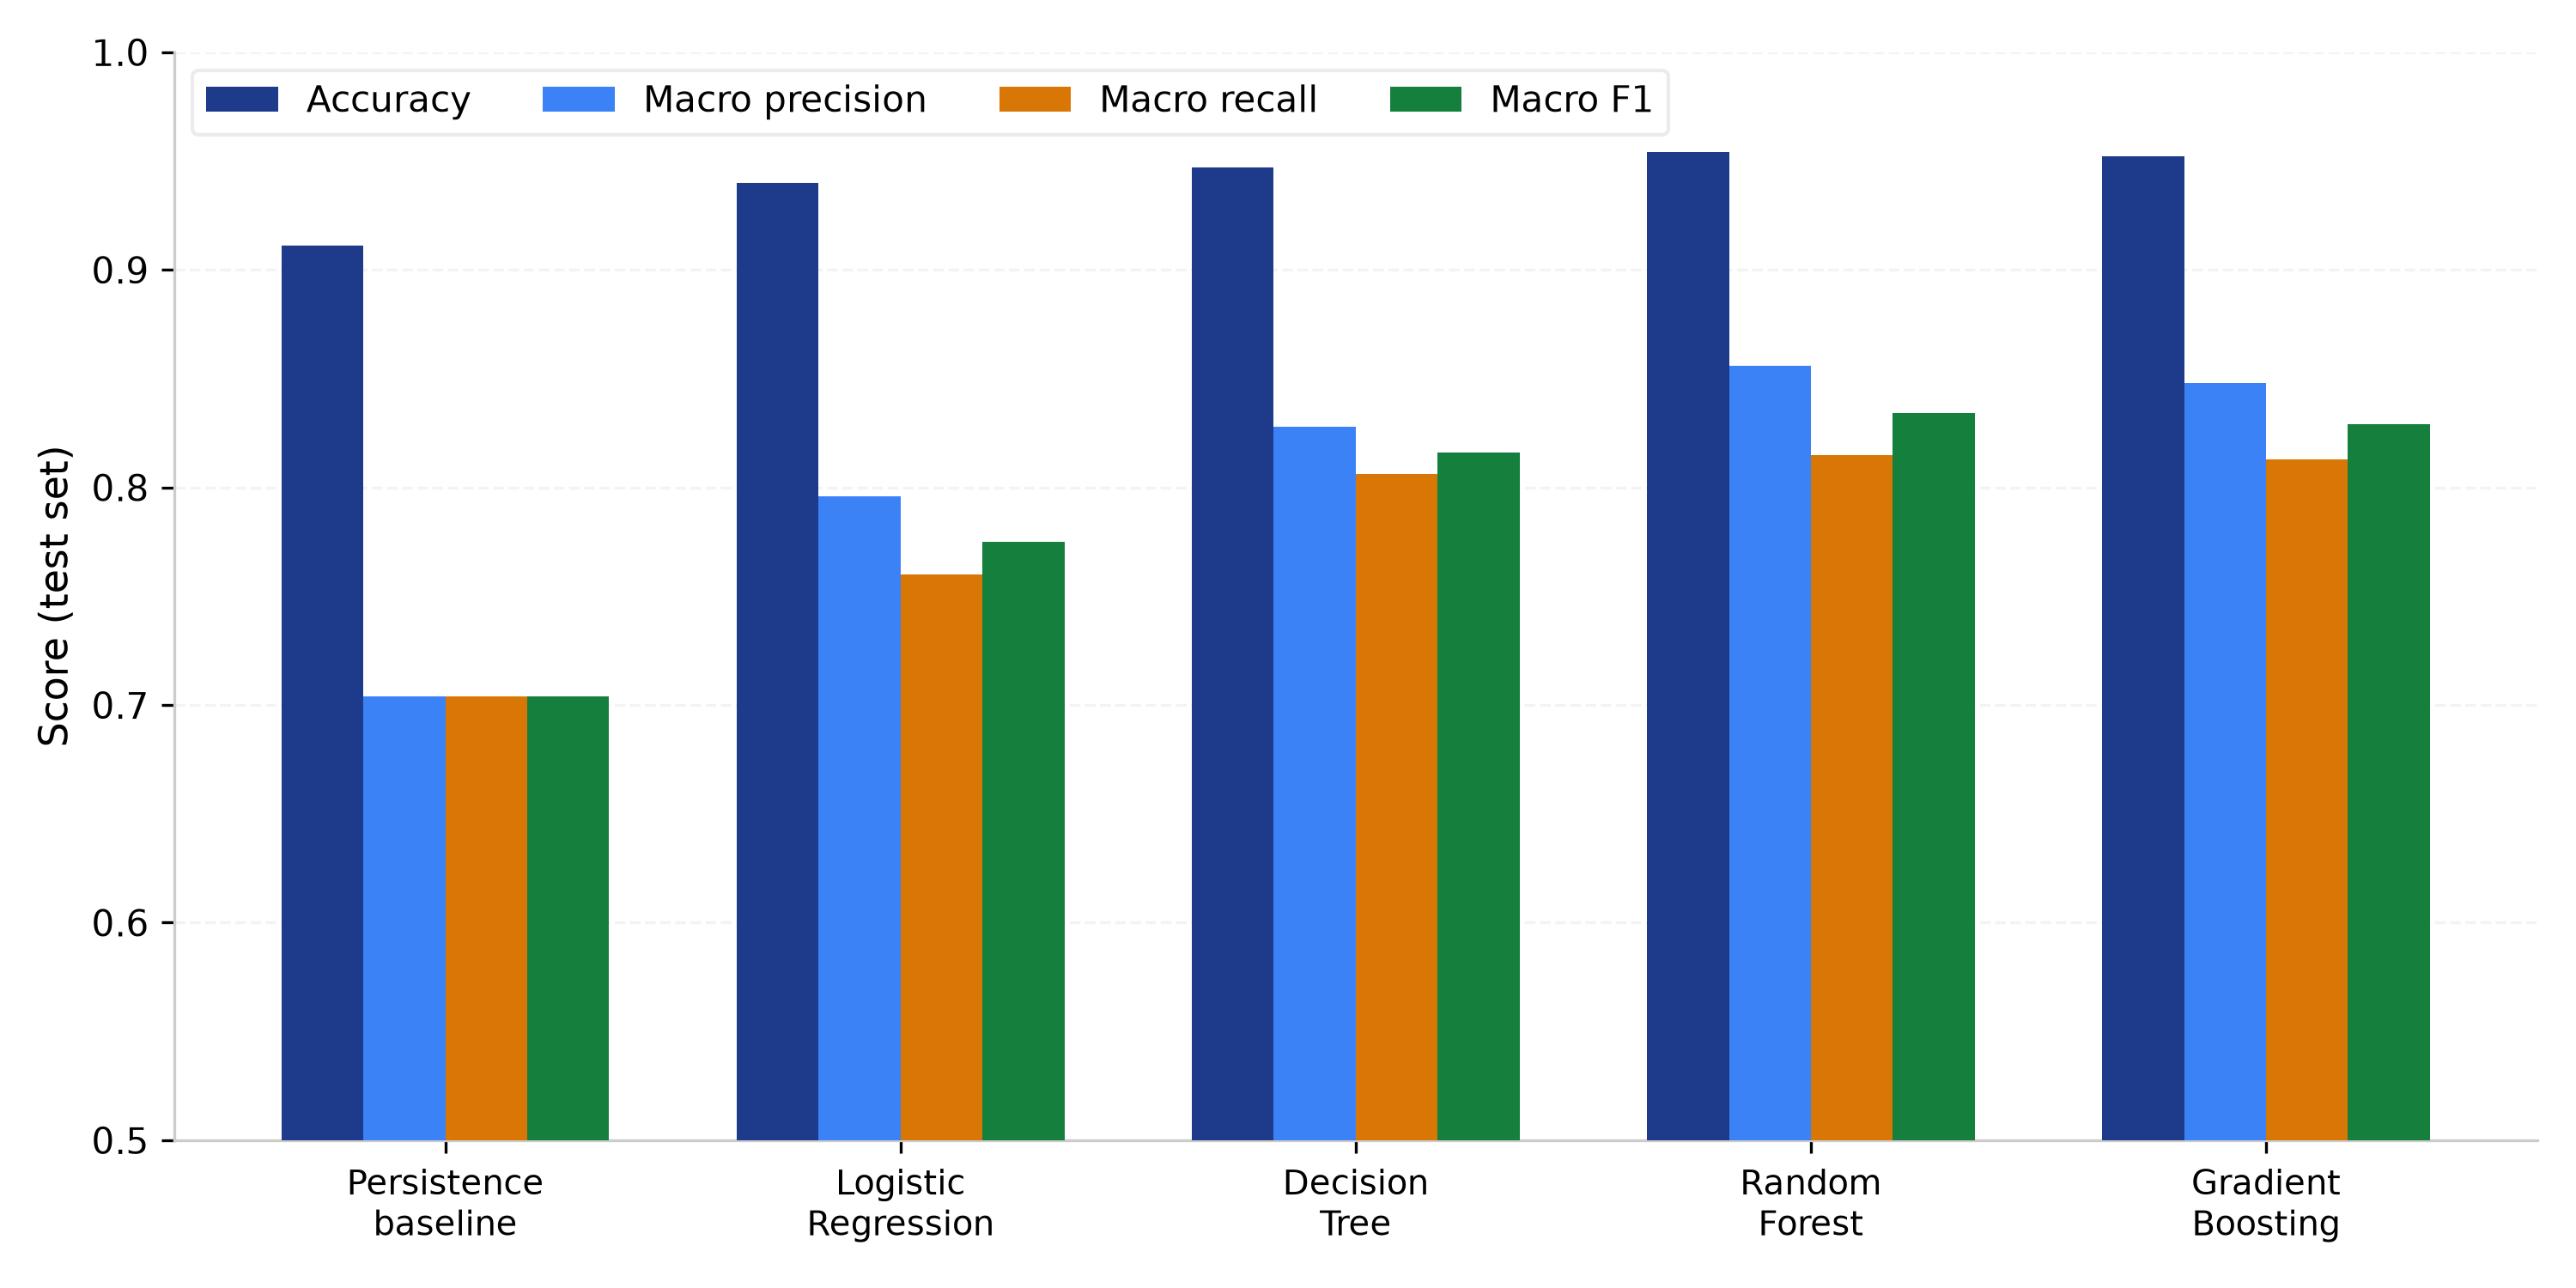 1.0
Accuracy Macro precision Macro recall Macro F1
0.9
0.8
0.7
0.6
0.5
Score (test set)
Persistence
baseline
Logistic
Regression
Decision
Tree
Random
Forest
Gradient
Boosting